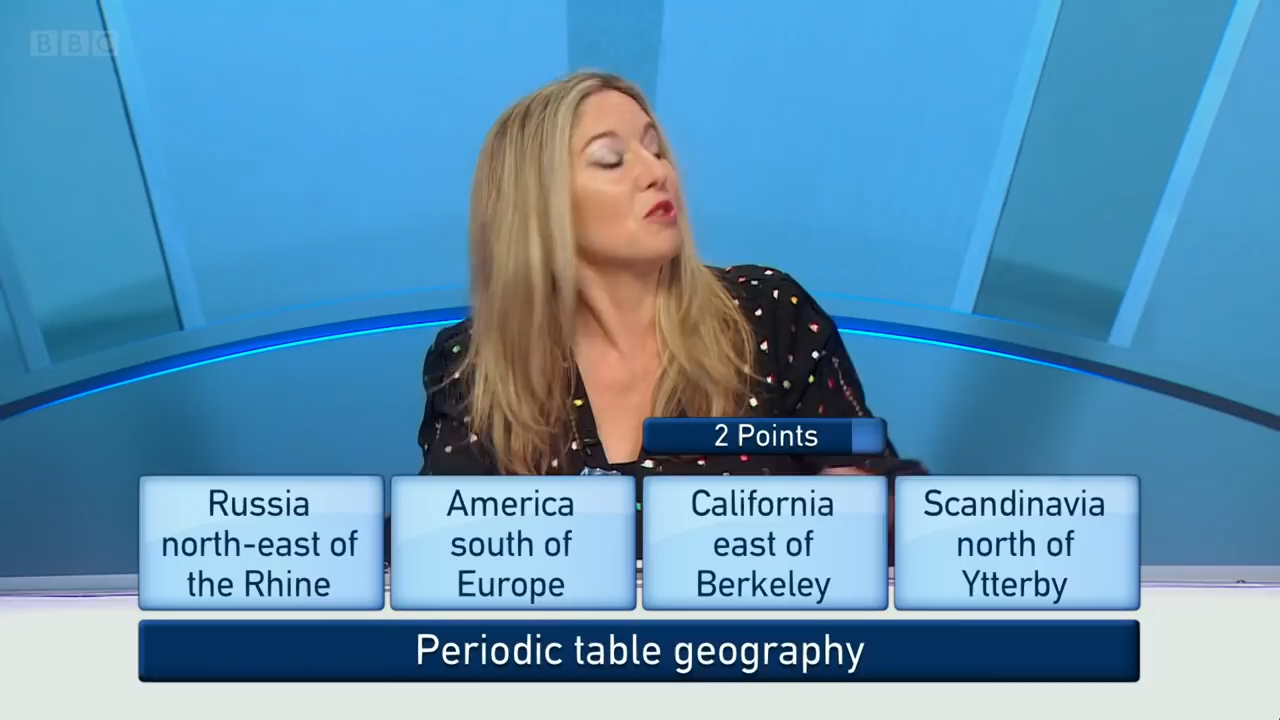 BBC
2 Points
Russia
north-east of
the Rhine
America
south of
Europe
California
east of
Berkeley
Scandinavia
north of
Ytterby
Periodic table geography